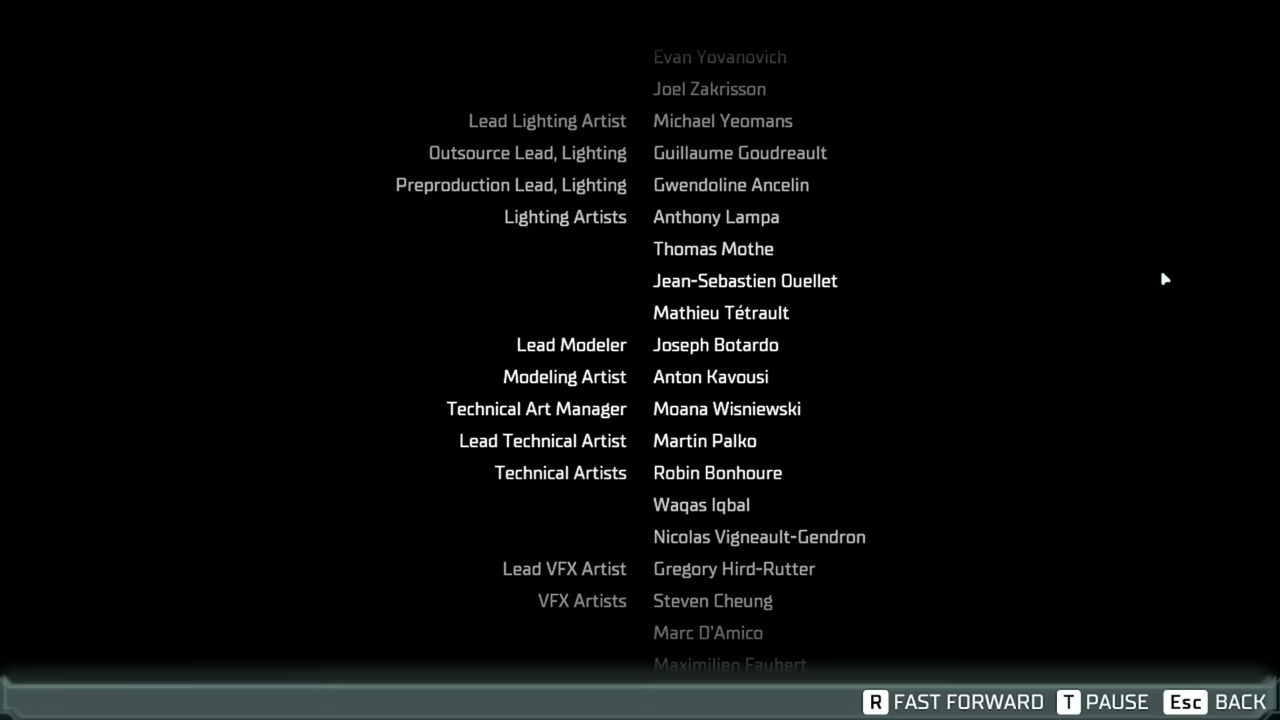 Evan Yovanovich
Joel Zakrisson
Lead Lighting Artist Michael Yeomans
Outsource Lead, Lighting Guillaume Goudreault
Preproduction Lead, Lighting Gwendoline Ancelin
Lighting Artists Anthony Lampa
Thomas Mothe
Jean-Sebastien Ouellet
Mathieu Tétrault
Lead Modeler Joseph Botardo
Modeling Artist Anton Kavousi
Technical Art Manager Moana Wisniewski
Lead Technical Artist Martin Palko
Technical Artists Robin Bonhoure
Waqas Iqbal
Nicolas Vigneault-Gendron
Lead VFX Artist Gregory Hird-Rutter
VFX Artists Steven Cheung
Marc D'Amico
Maximilien Faubert
R FAST FORWARD T PAUSE Esc BACK